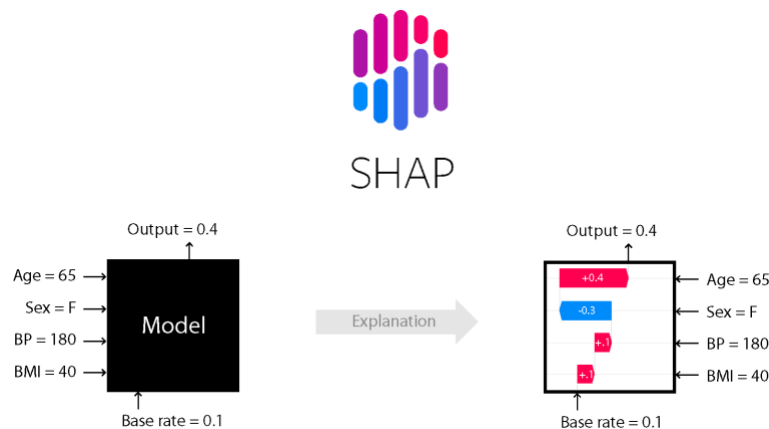 SHAP
Output = 0.4
Age = 65
Sex = F
BP = 180
BMI = 40
Model
Base rate = 0.1
Explanation
Output = 0.4
+0.4
Age = 65
-0.3
Sex = F
+.1
BP = 180
+.1
BMI = 40
Base rate = 0.1